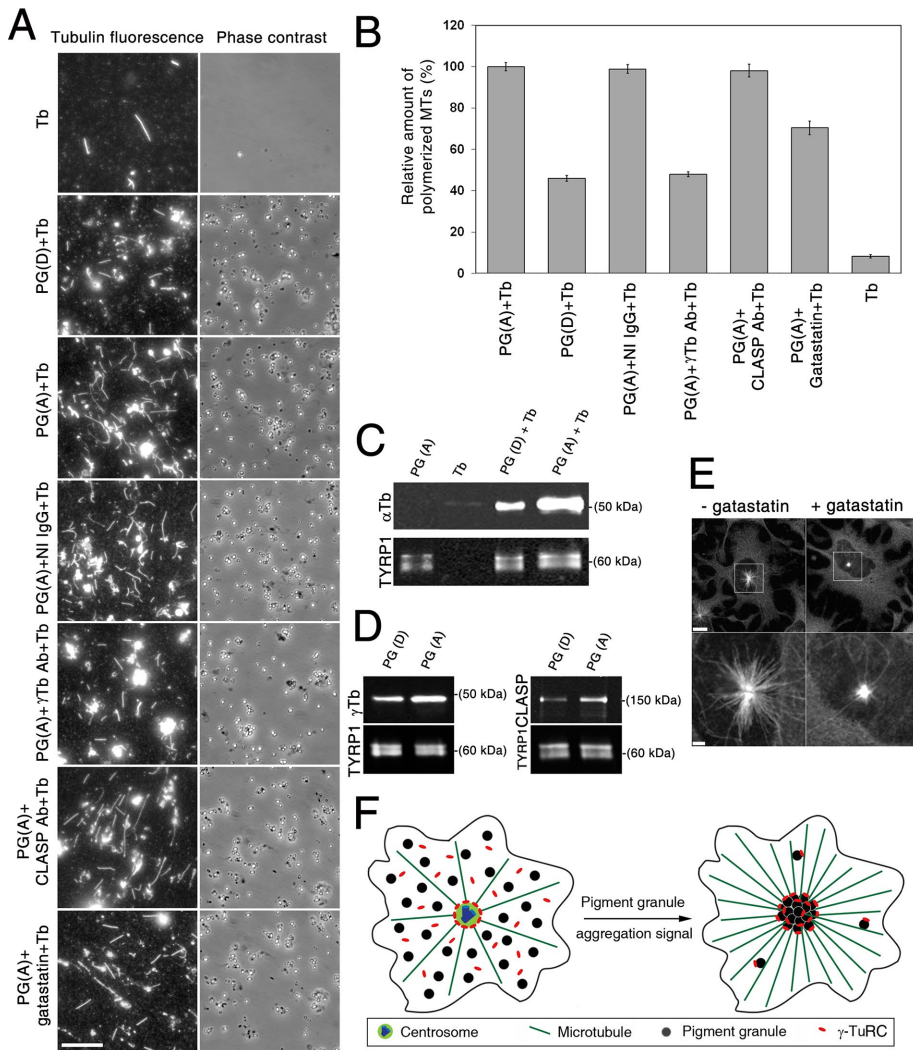 A
Tubulin fluorescence Phase contrast
Tb
PG(D)+Tb
PG(A)+Tb
PG(A)+NI IgG+Tb
PG(A)+γTb Ab+Tb
PG(A)+
CLASP Ab+Tb
PG(A)+
gatastatin+Tb
B
Relative amount of
polymerized MTs (%)
120
100
80
60
40
20
0
PG(A)+Tb
PG(D)+Tb
PG(A)+NI IgG+Tb
PG(A)+γTb Ab+Tb
PG(A)+
CLASP Ab+Tb
PG(A)+
Gatastatin+Tb
Tb
C
PG (A)
Tb
PG (D) + Tb
PG (A) + Tb
αTb
-(50 kDa)
TYRP1
-(60 kDa)
D
PG (D)
PG (A)
γTb
-(50 kDa)
TYRP1
-(60 kDa)
PG (D)
PG (A)
CLASP
-(150 kDa)
TYRP1
-(60 kDa)
E
- gatastatin + gatastatin
F
Pigment granule
aggregation signal
Centrosome Microtubule Pigment granule γ-TuRC